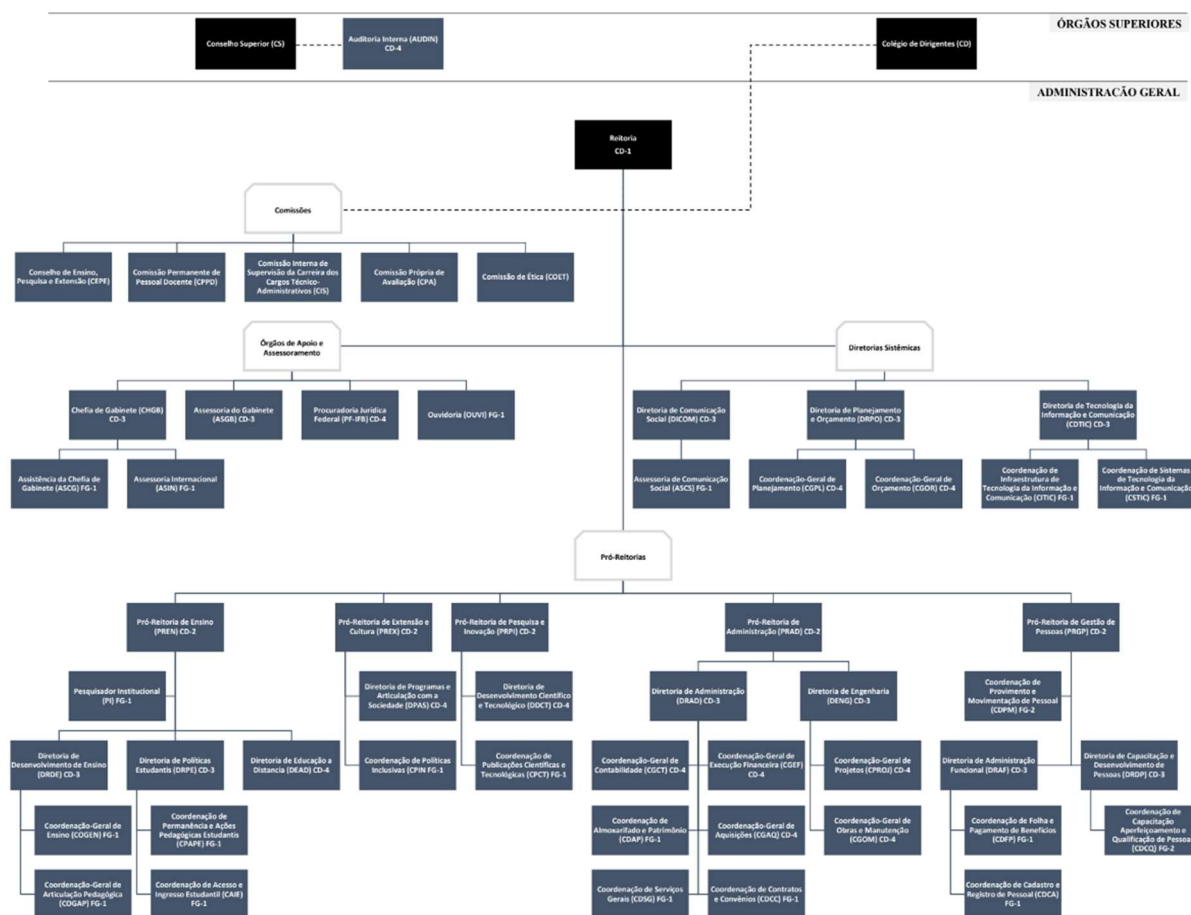 ÓRGÃOS SUPERIORES
Conselho Superior (CS)
Auditoria Interna (AUDIN)
CD-4
Colégio de Dirigentes (CD)
ADMINISTRACÃO GERAL
Reitoria
CD-1
Comissões
Conselho de Ensino,
Pesquisa e Extensão (CEPE)
Comissão Permanente de
Pessoal Docente (CPPD)
Comissão Interna de
Supervisão da Carreira dos
Cargos Técnico-
Administrativos (CIS)
Comissão Própria de
Avaliação (CPA)
Comissão de Ética (COET)
Órgãos de Apoio e
Assessoramento
Diretorias Sistêmicas
Chefia de Gabinete (CHGB)
CD-3
Assessoria do Gabinete
(ASGB) CD-3
Procuradoria Jurídica
Federal (PF-IFB) CD-4
Ouvidoria (OUVI) FG-1
Diretoria de Comunicação
Social (DICOM) CD-3
Diretoria de Planejamento
e Orçamento (DRPO) CD-3
Diretoria de Tecnologia da
Informação e Comunicação
(CDTIC) CD-3
Assistência da Chefia de
Gabinete (ASCG) FG-1
Assessoria Internacional
(ASIN) FG-1
Assessoria de Comunicação
Social (ASCS) FG-1
Coordenação-Geral de
Planejamento (CGPL) CD-4
Coordenação-Geral de
Orçamento (CGOR) CD-4
Coordenação de
Infraestrutura de
Tecnologia da Informação e
Comunicação (CITIC) FG-1
Coordenação de Sistemas
de Tecnologia da
Informação e Comunicação
(CSTIC) FG-1
Pró-Reitorias
Pró-Reitoria de Ensino
(PREN) CD-2
Pró-Reitoria de Extensão e
Cultura (PREX) CD-2
Pró-Reitoria de Pesquisa e
Inovação (PRPI) CD-2
Pró-Reitoria de
Administração (PRAD) CD-2
Pró-Reitoria de Gestão de
Pessoas (PRGP) CD-2
Pesquisador Institucional
(PI) FG-1
Diretoria de Programas e
Articulação com a
Sociedade (DPAS) CD-4
Diretoria de
Desenvolvimento Científico
e Tecnológico (DDCT) CD-4
Diretoria de Administração
(DRAD) CD-3
Diretoria de Engenharia
(DENG) CD-3
Coordenação de
Provimento e
Movimentação de Pessoal
(CDPM) FG-2
Diretoria de
Desenvolvimento de Ensino
(DRDE) CD-3
Diretoria de Políticas
Estudantis (DRPE) CD-3
Diretoria de Educação a
Distancia (DEAD) CD-4
Coordenação de Políticas
Inclusivas (CPIN) FG-1
Coordenação de
Publicações Científicas e
Tecnológicas (CPCT) FG-1
Coordenação-Geral de
Contabilidade (CGCT) CD-4
Coordenação-Geral de
Execução Financeira (CGEF)
CD-4
Coordenação-Geral de
Projetos (CPROJ) CD-4
Diretoria de Administração
Funcional (DRAF) CD-3
Diretoria de Capacitação e
Desenvolvimento de
Pessoas (DRDP) CD-3
Coordenação-Geral de
Ensino (COGEN) FG-1
Coordenação de
Permanência e Ações
Pedagógicas Estudantis
(CPAPE) FG-1
Coordenação de
Almoxarifado e Patrimônio
(CDAP) FG-1
Coordenação-Geral de
Aquisições (CGAQ) CD-4
Coordenação-Geral de
Obras e Manutenção
(CGOM) CD-4
Coordenação de Folha e
Pagamento de Benefícios
(CDFP) FG-1
Coordenação de
Capacitação
Aperfeiçoamento e
Qualificação de Pessoal
(CDCQ) FG-2
Coordenação-Geral de
Articulação Pedagógica
(COGAP) FG-1
Coordenação de Acesso e
Ingresso Estudantil (CAIE)
FG-1
Coordenação de Serviços
Gerais (CDSG) FG-1
Coordenação de Contratos
e Convênios (CDCC) FG-1
Coordenação de Cadastro e
Registro de Pessoal (CDCA)
FG-1